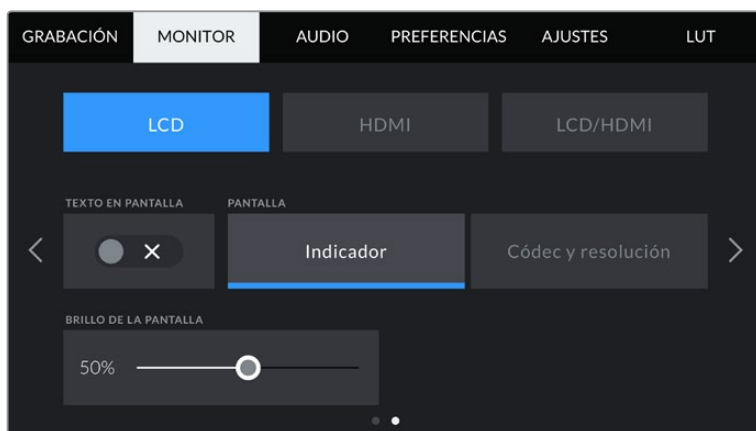 GRABACIÓN MONITOR AUDIO PREFERENCIAS AJUSTES LUT
LCD HDMI LCD/HDMI
TEXTO EN PANTALLA PANTALLA
Indicador Códec y resolución
BRILLO DE LA PANTALLA
50%